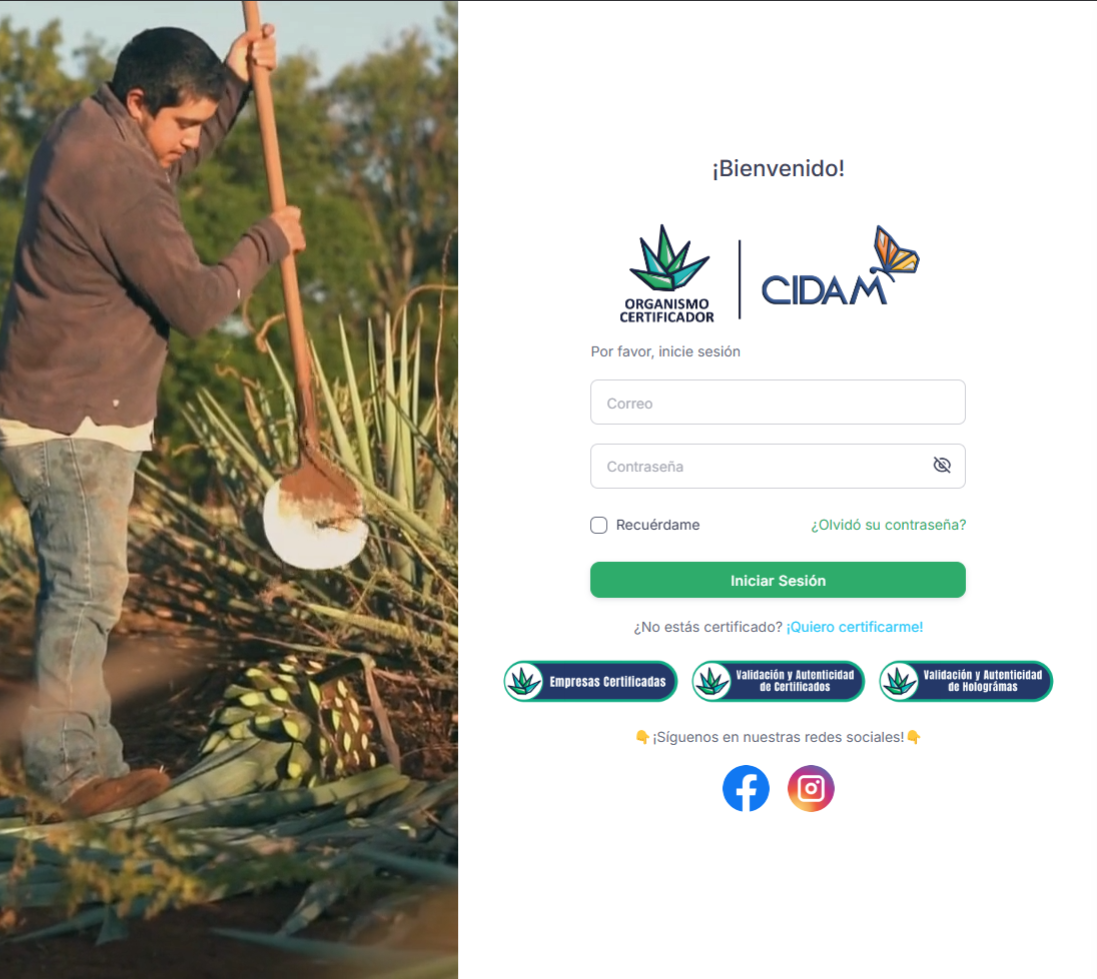 ¡Bienvenido!
ORGANISMO
CERTIFICADOR
CIDAM
Por favor, inicie sesión
Correo
Contraseña
Recuérdame
¿Olvidó su contraseña?
Iniciar Sesión
¿No estás certificado? ¡Quiero certificarme!
Empresas Certificadas
Validación y Autenticidad
de Certificados
Validación y Autenticidad
de Holográmas
👇¡Síguenos en nuestras redes sociales!👇